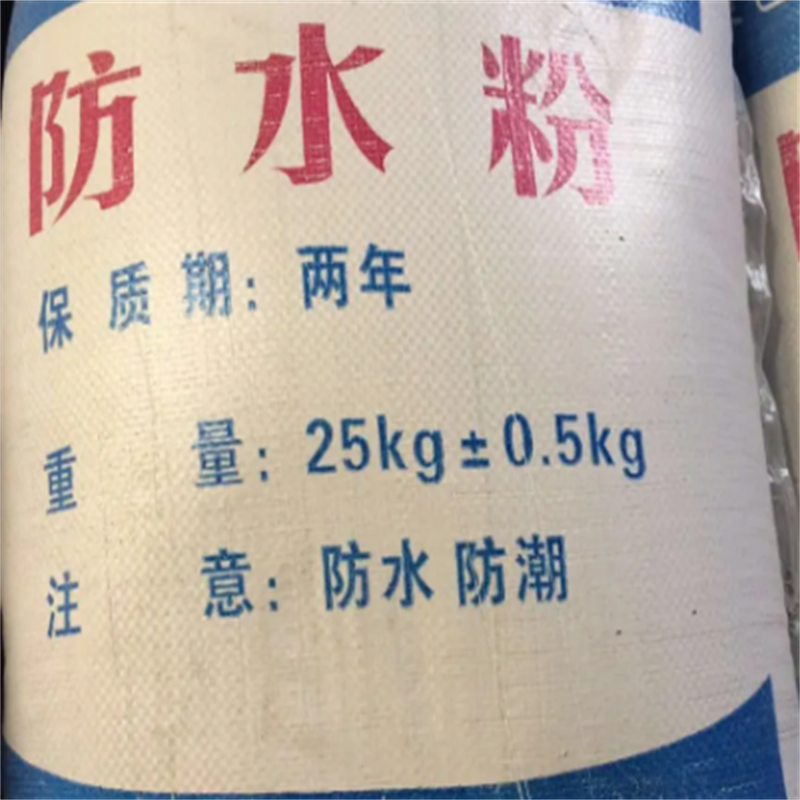 防水粉
保质期：两年
重量：25kg±0.5kg
注意：防水 防潮